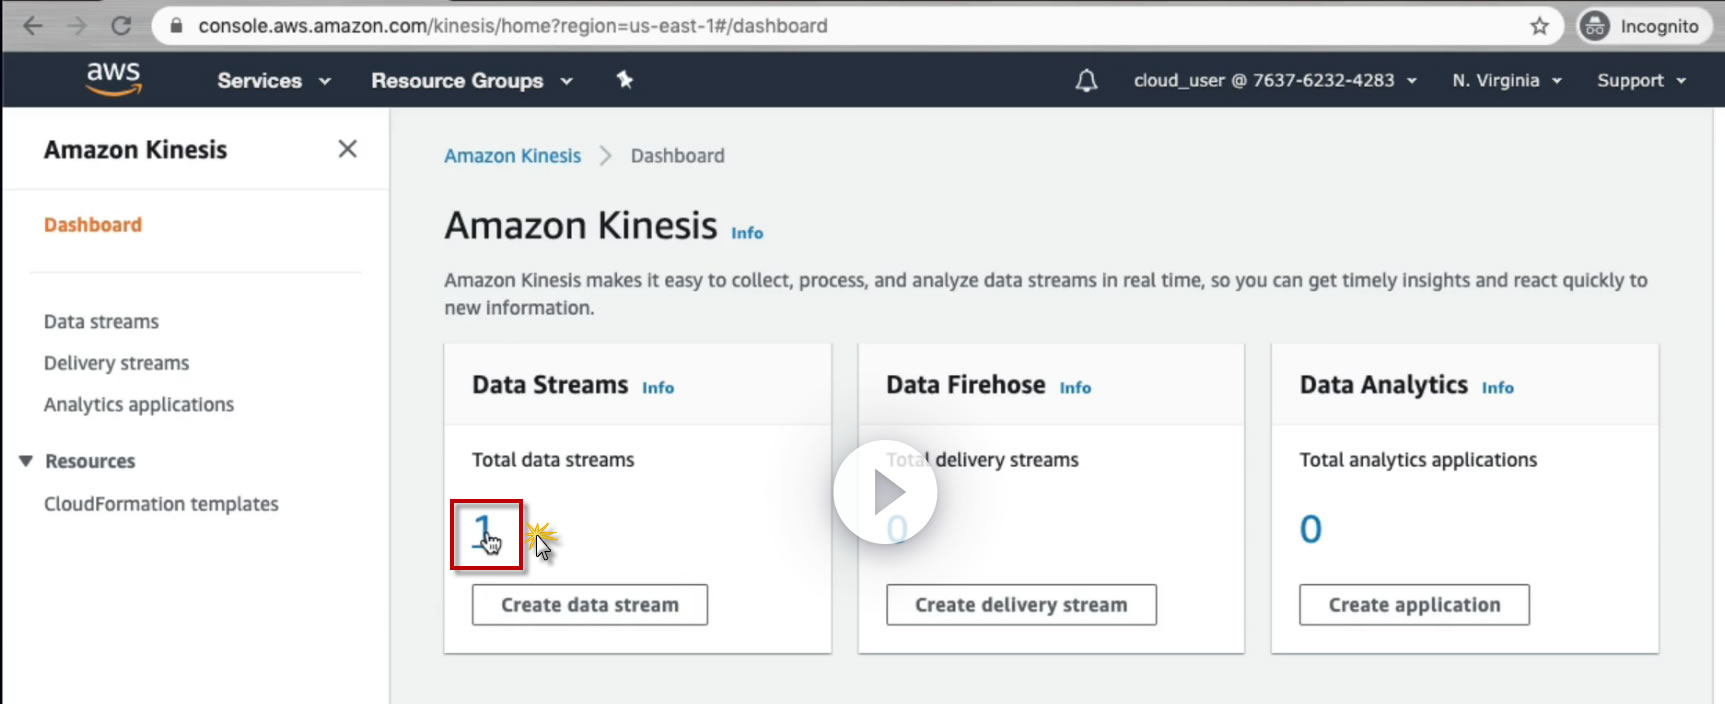 console.aws.amazon.com/kinesis/home?region=us-east-1#/dashboard
Incognito
aws
Services
Resource Groups
cloud_user @ 7637-6232-4283
N. Virginia
Support
Amazon Kinesis
Dashboard
Data streams
Delivery streams
Analytics applications
Resources
CloudFormation templates
Amazon Kinesis
Dashboard
Amazon Kinesis Info
Amazon Kinesis makes it easy to collect, process, and analyze data streams in real time, so you can get timely insights and react quickly to
new information.
Data Streams Info
Total data streams
1
Create data stream
Data Firehose Info
Total delivery streams
0
Create delivery stream
Data Analytics Info
Total analytics applications
0
Create application